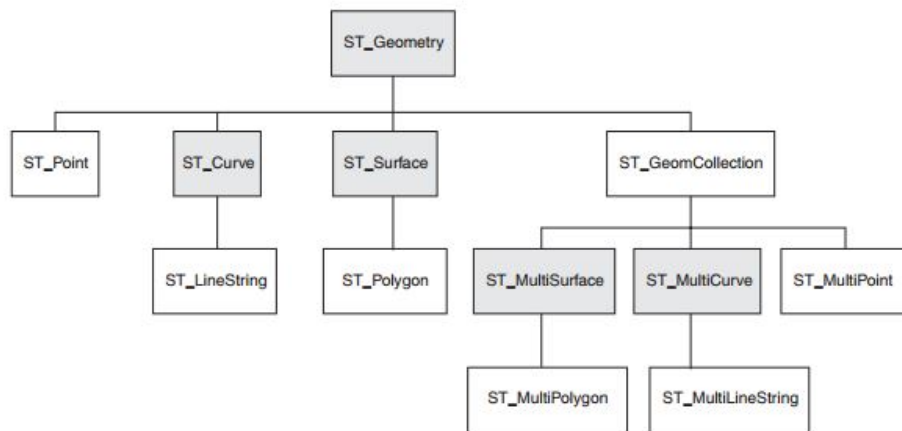 ST_Geometry
ST_Point
ST_Curve
ST_Surface
ST_GeomCollection
ST_LineString
ST_Polygon
ST_MultiSurface
ST_MultiCurve
ST_MultiPoint
ST_MultiPolygon
ST_MultiLineString